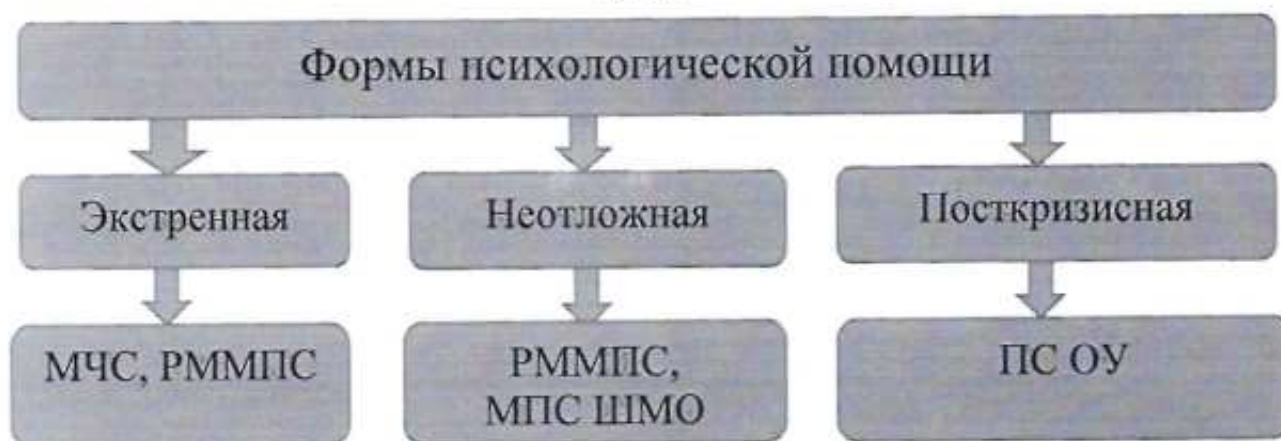 Формы психологической помощи
Экстренная
Неотложная
Посткризисная
МЧС, РММПС
РММПС,
МПС ШМО
ПС ОУ